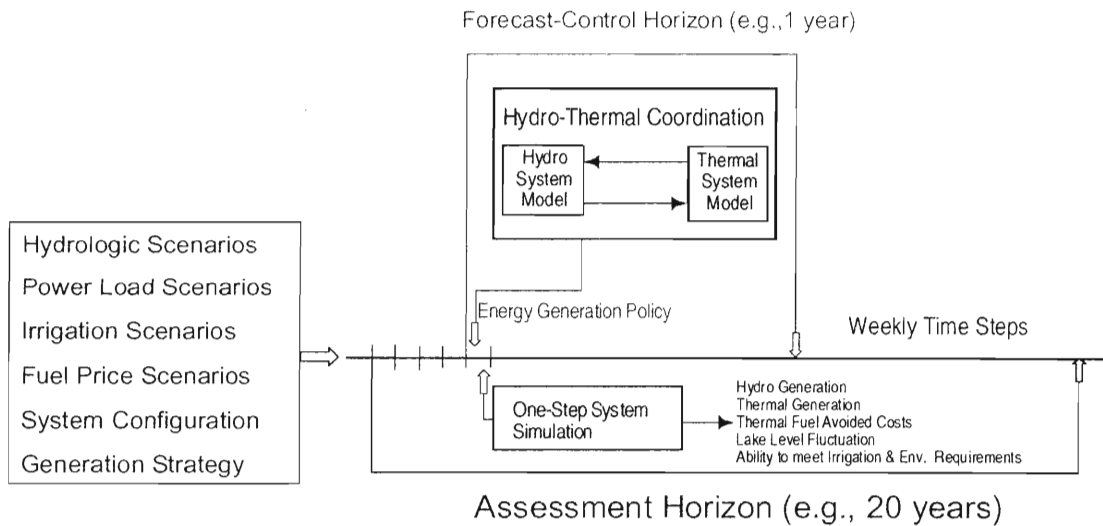 Forecast-Control Horizon (e.g.,1 year)
Hydro-Thermal Coordination
Hydro
System
Model
Thermal
System
Model
Hydrologic Scenarios
Power Load Scenarios
Irrigation Scenarios
Fuel Price Scenarios
System Configuration
Generation Strategy
Energy Generation Policy
Weekly Time Steps
One-Step System
Simulation
Hydro Generation
Thermal Generation
Thermal Fuel Avoided Costs
Lake Level Fluctuation
Ability to meet Irrigation & Env. Requirements
Assessment Horizon (e.g., 20 years)